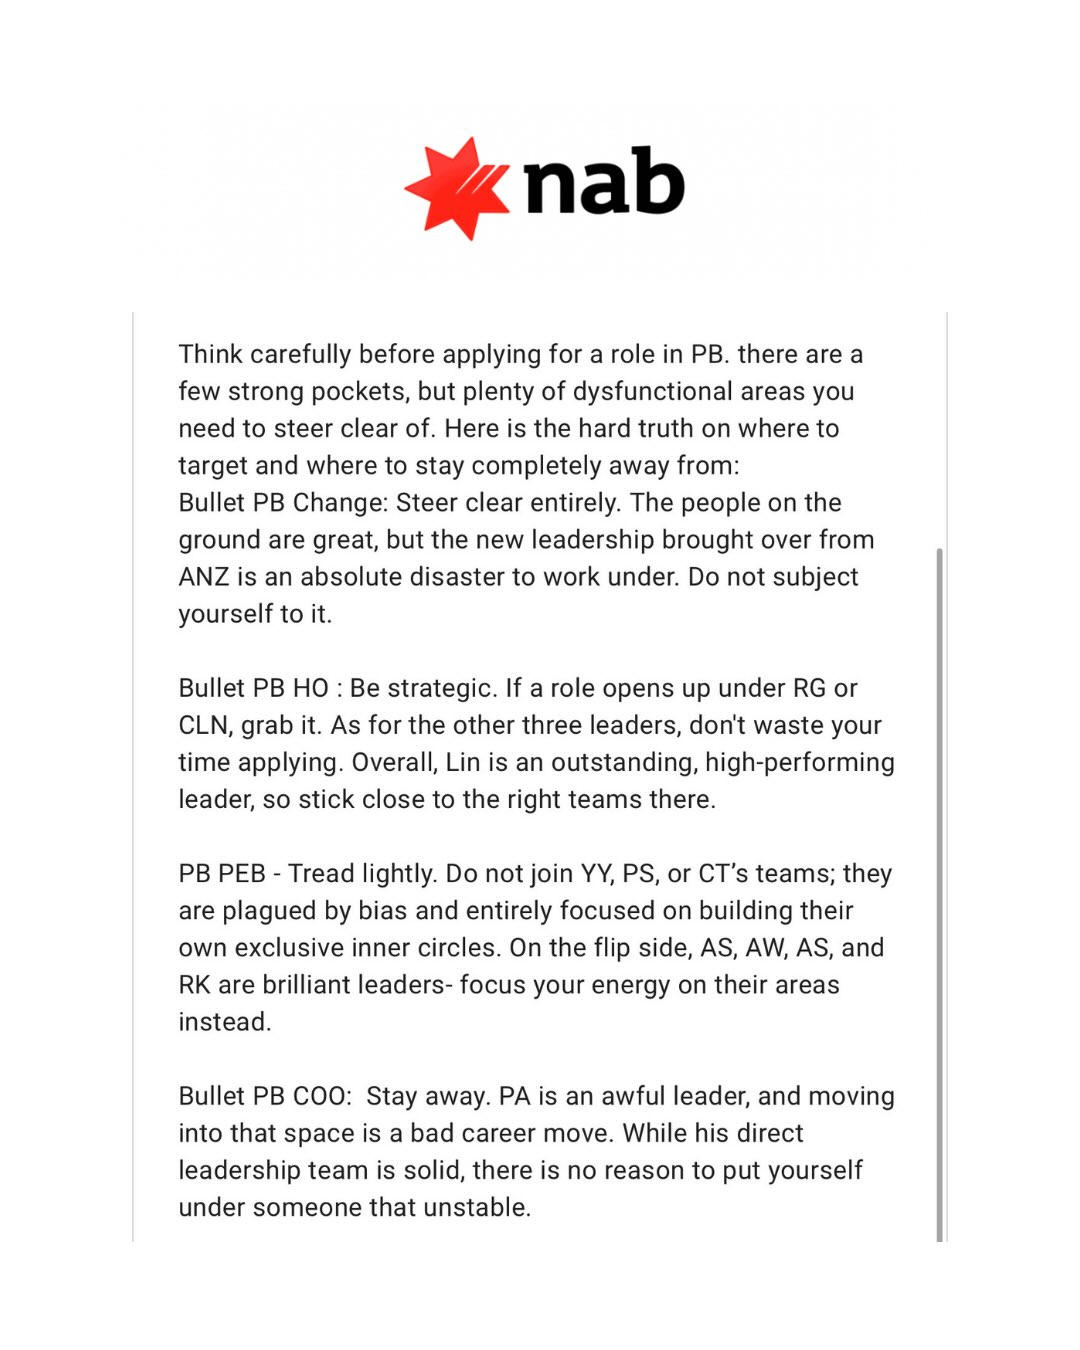 nab
Think carefully before applying for a role in PB. there are a
few strong pockets, but plenty of dysfunctional areas you
need to steer clear of. Here is the hard truth on where to
target and where to stay completely away from:
Bullet PB Change: Steer clear entirely. The people on the
ground are great, but the new leadership brought over from
ANZ is an absolute disaster to work under. Do not subject
yourself to it.
Bullet PB HO : Be strategic. If a role opens up under RG or
CLN, grab it. As for the other three leaders, don't waste your
time applying. Overall, Lin is an outstanding, high-performing
leader, so stick close to the right teams there.
PB PEB - Tread lightly. Do not join YY, PS, or CT’s teams; they
are plagued by bias and entirely focused on building their
own exclusive inner circles. On the flip side, AS, AW, AS, and
RK are brilliant leaders- focus your energy on their areas
instead.
Bullet PB COO:  Stay away. PA is an awful leader, and moving
into that space is a bad career move. While his direct
leadership team is solid, there is no reason to put yourself
under someone that unstable.